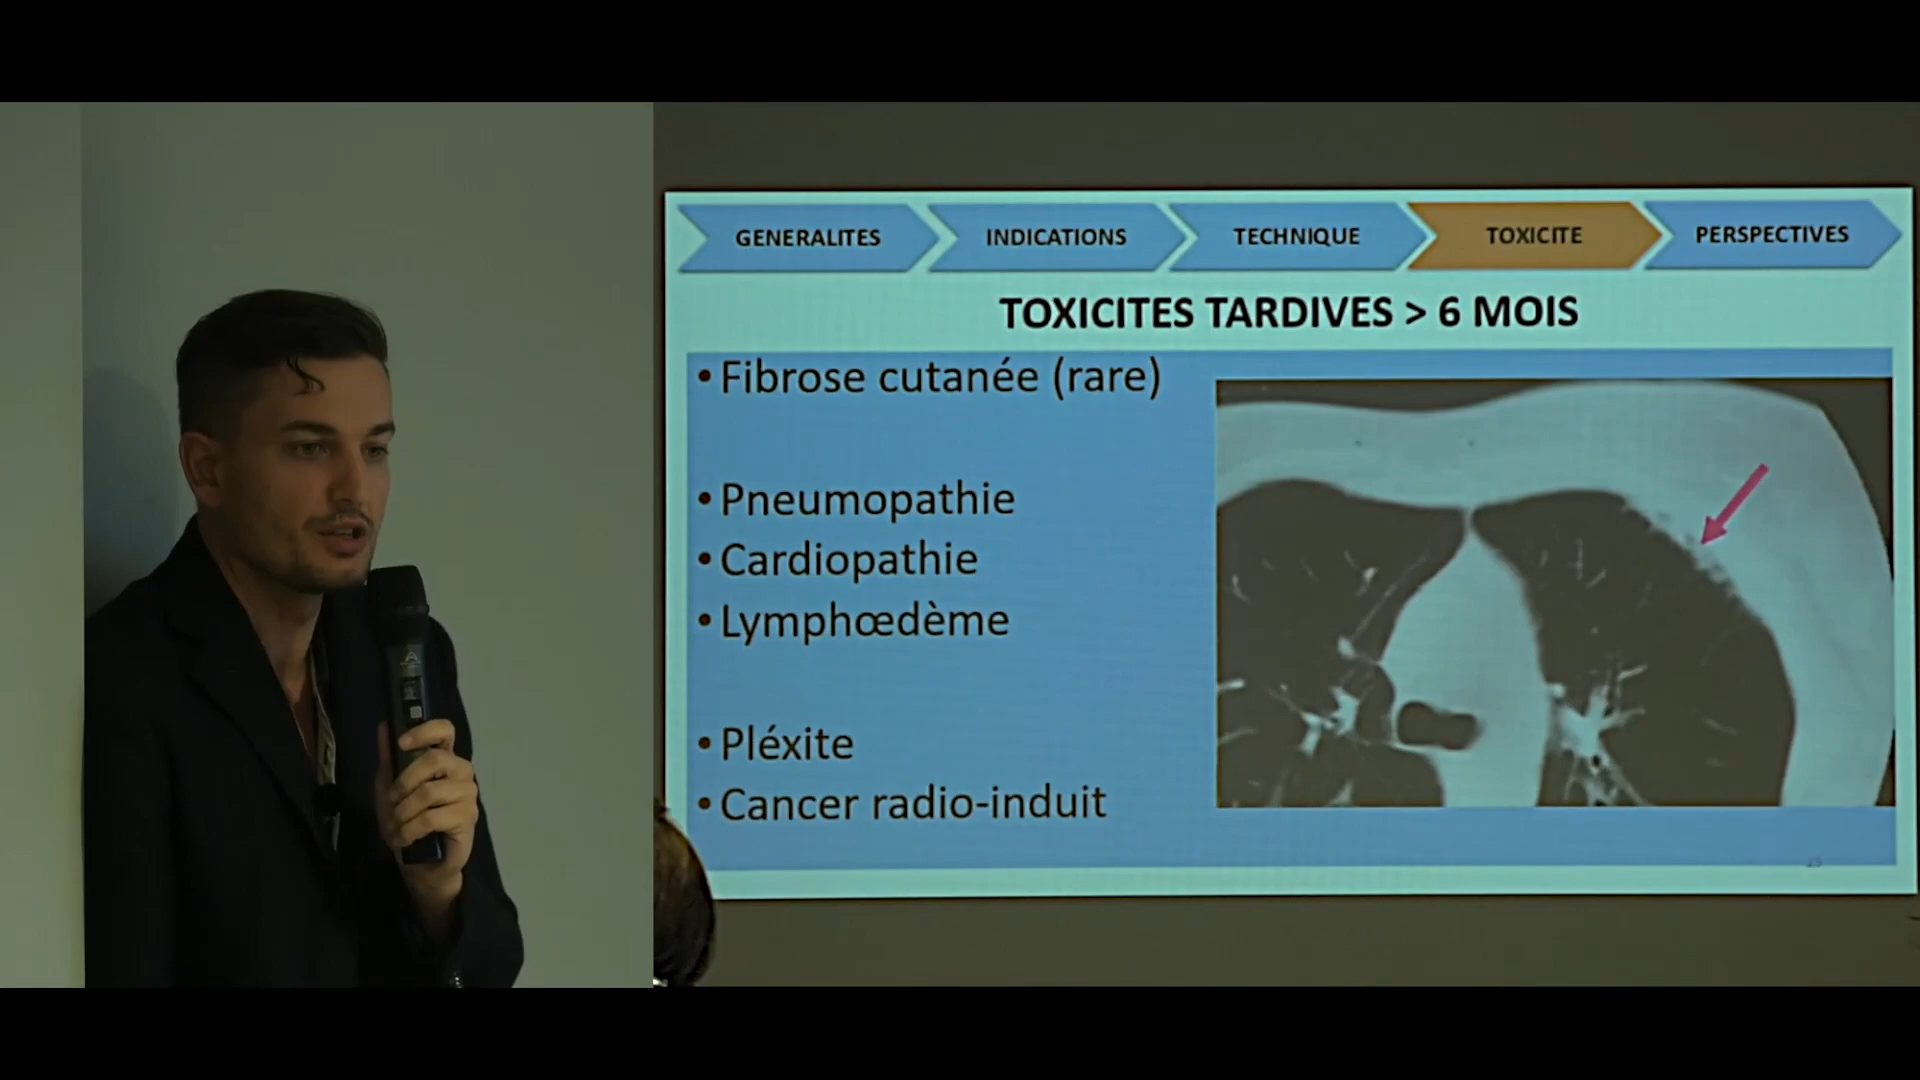 GENERALITES
INDICATIONS
TECHNIQUE
TOXICITE
PERSPECTIVES
TOXICITES TARDIVES > 6 MOIS
• Fibrose cutanée (rare)
• Pneumopathie
• Cardiopathie
• Lymphœdème
• Pléxite
• Cancer radio-induit